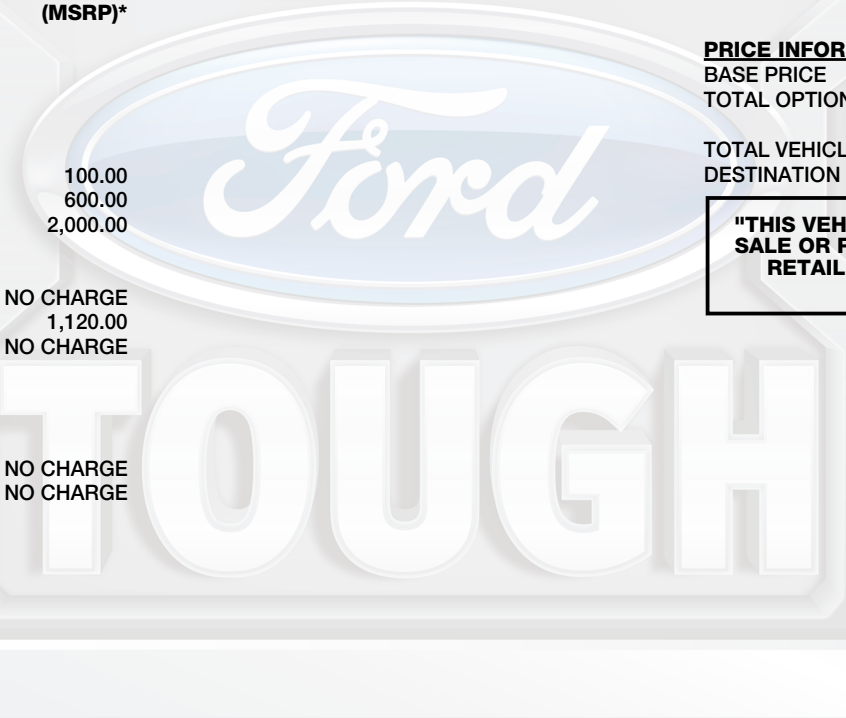 (MSRP)*
100.00
600.00
2,000.00
NO CHARGE
1,120.00
NO CHARGE
NO CHARGE
NO CHARGE
PRICE INFOR
BASE PRICE
TOTAL OPTION
TOTAL VEHICL
DESTINATION
"THIS VEH
SALE OR
RETAIL
Ford
TOUGH